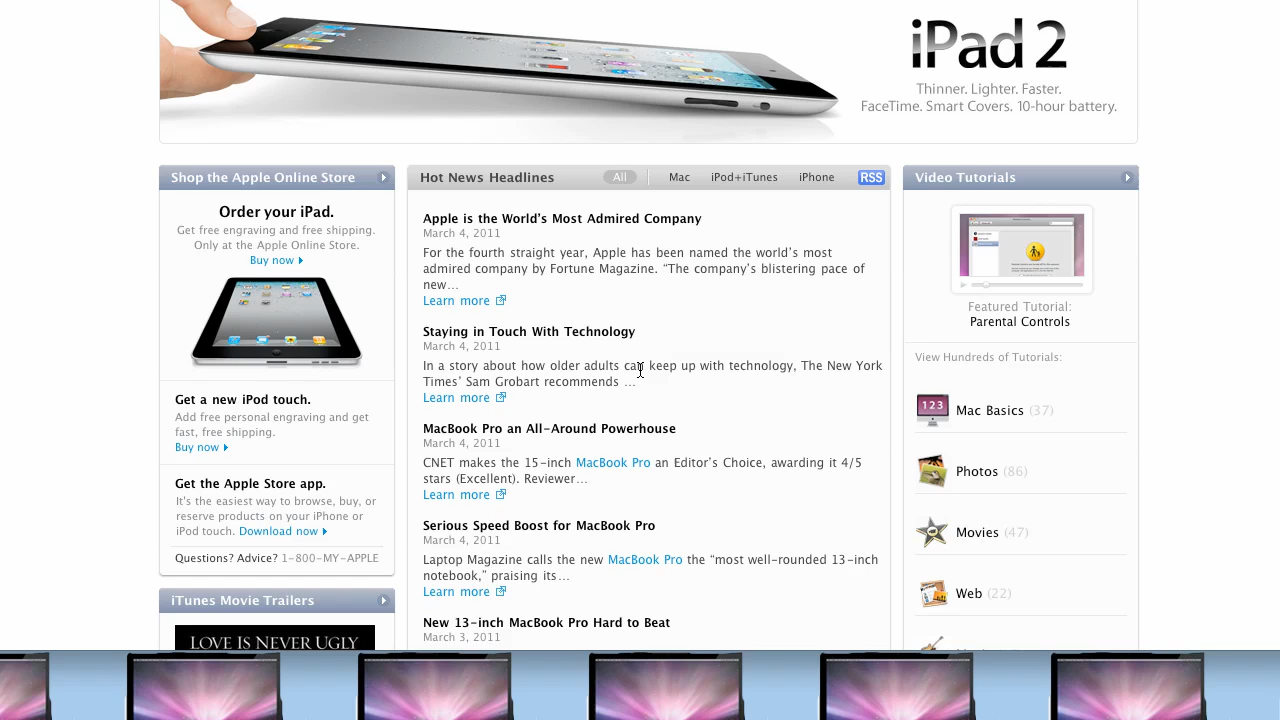 iPad 2
Thinner. Lighter. Faster.
FaceTime. Smart Covers. 10-hour battery.
Shop the Apple Online Store
Order your iPad.
Get free engraving and free shipping.
Only at the Apple Online Store.
Buy now
Get a new iPod touch.
Add free personal engraving and get
fast, free shipping.
Buy now
Get the Apple Store app.
It's the easiest way to browse, buy, or
reserve products on your iPhone or
iPod touch. Download now
Questions? Advice? 1-800-MY-APPLE
iTunes Movie Trailers
LOVE IS NEVER UGLY
Hot News Headlines All Mac iPod+iTunes iPhone RSS
Apple is the World's Most Admired Company
March 4, 2011
For the fourth straight year, Apple has been named the world's most
admired company by Fortune Magazine. “The company's blistering pace of
new...
Learn more
Staying in Touch With Technology
March 4, 2011
In a story about how older adults can keep up with technology, The New York
Times’ Sam Grobart recommends ...
Learn more
MacBook Pro an All-Around Powerhouse
March 4, 2011
CNET makes the 15-inch MacBook Pro an Editor's Choice, awarding it 4/5
stars (Excellent). Reviewer...
Learn more
Serious Speed Boost for MacBook Pro
March 4, 2011
Laptop Magazine calls the new MacBook Pro the “most well-rounded 13-inch
notebook,” praising its...
Learn more
New 13-inch MacBook Pro Hard to Beat
March 3, 2011
Video Tutorials
Featured Tutorial:
Parental Controls
View Hundreds of Tutorials:
123
Mac Basics (37)
Photos (86)
Movies (47)
Web (22)